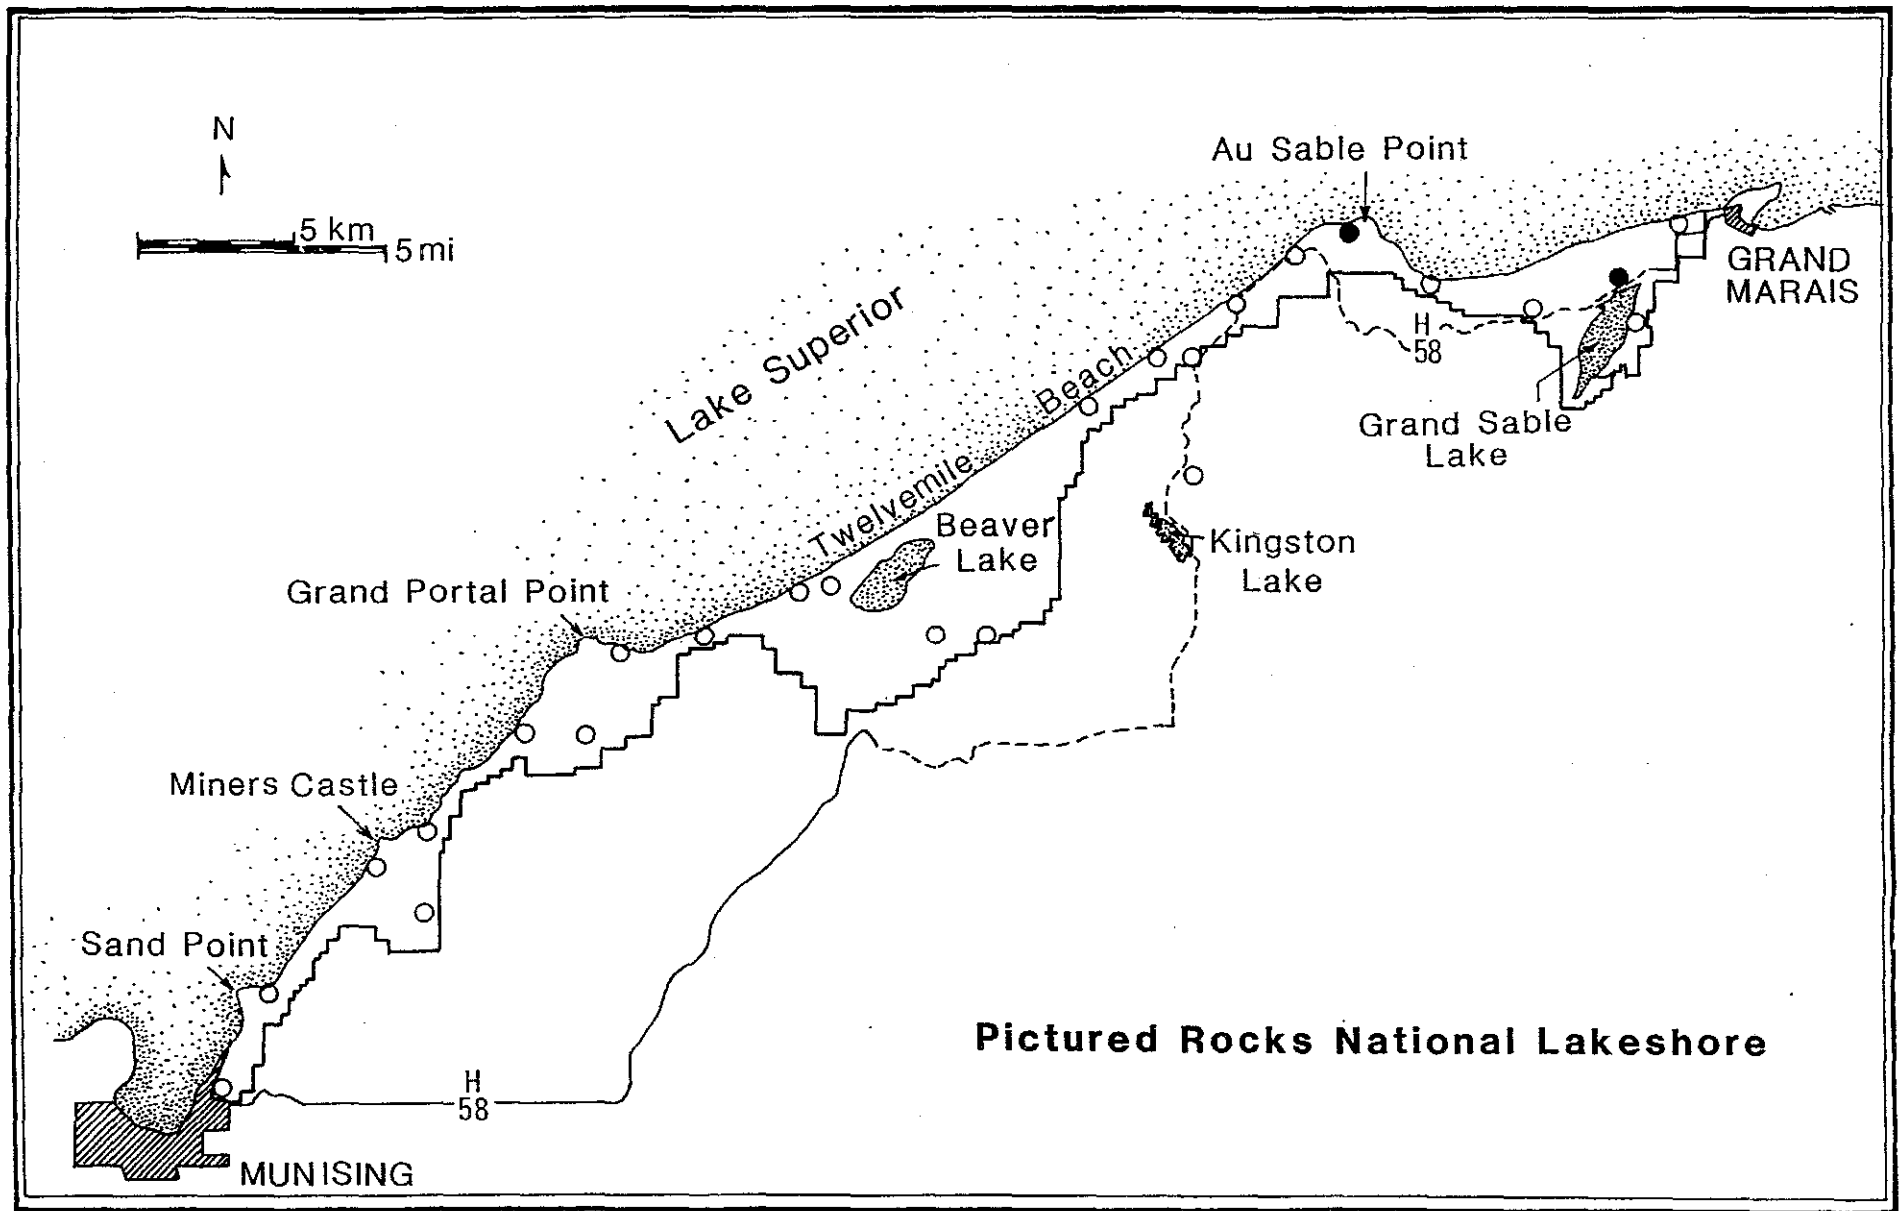 N
5 km
5 mi
Au Sable Point
GRAND
MARAIS
H
58
Lake Superior
Twelvemile Beach
Grand Sable
Lake
Beaver
Lake
Kingston
Lake
Grand Portal Point
Miners Castle
Sand Point
Pictured Rocks National Lakeshore
H
58
MUNISING